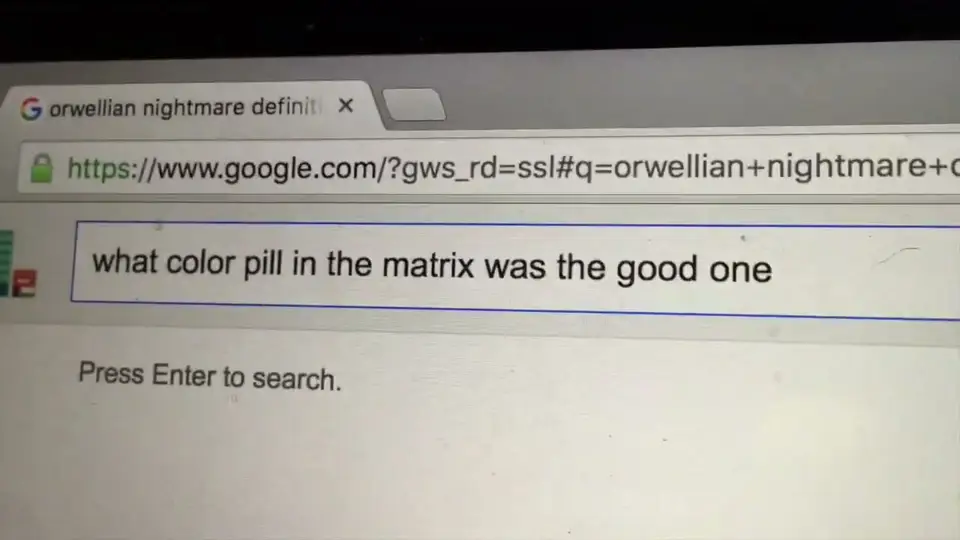 orwellian nightmare definit
https://www.google.com/?gws_rd=ssl#q=orwellian+nightmare+
what color pill in the matrix was the good one
Press Enter to search.